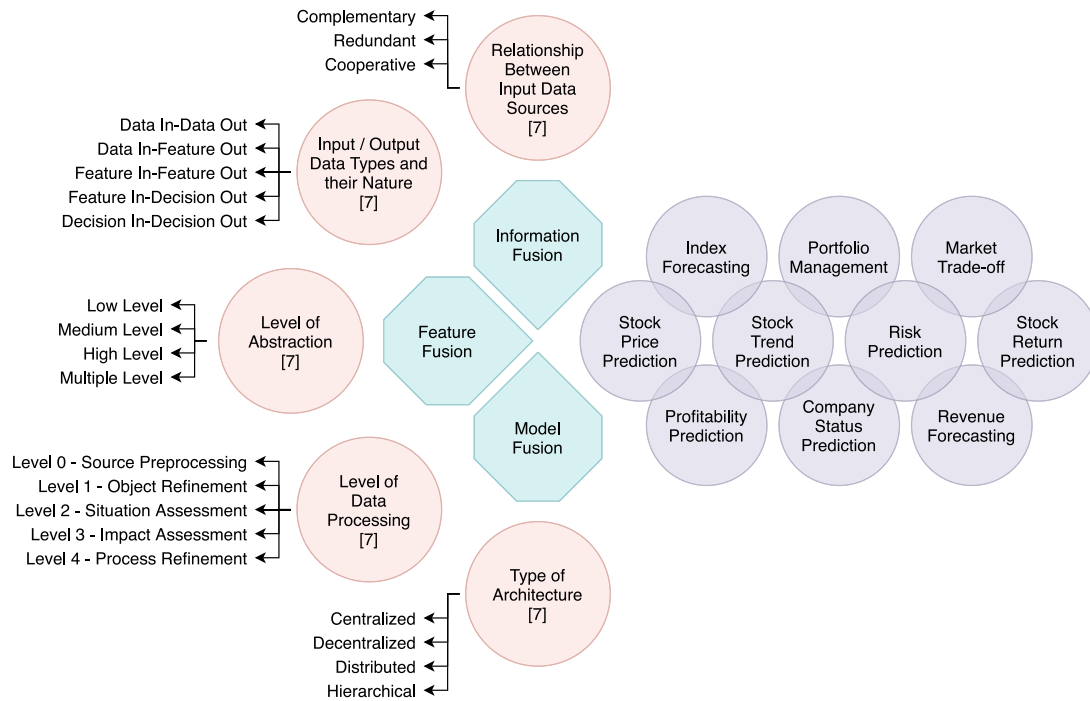 Complementary
Redundant
Cooperative
Relationship
Between
Input Data
Sources
[7]
Data In-Data Out
Data In-Feature Out
Feature In-Feature Out
Feature In-Decision Out
Decision In-Decision Out
Input / Output
Data Types and
their Nature
[7]
Low Level
Medium Level
High Level
Multiple Level
Level of
Abstraction
[7]
Level 0 - Source Preprocessing
Level 1 - Object Refinement
Level 2 - Situation Assessment
Level 3 - Impact Assessment
Level 4 - Process Refinement
Level of
Data
Processing
[7]
Centralized
Decentralized
Distributed
Hierarchical
Type of
Architecture
[7]
Information
Fusion
Feature
Fusion
Model
Fusion
Index
Forecasting
Portfolio
Management
Market
Trade-off
Stock
Price
Prediction
Stock
Trend
Prediction
Risk
Prediction
Stock
Return
Prediction
Profitability
Prediction
Company
Status
Prediction
Revenue
Forecasting